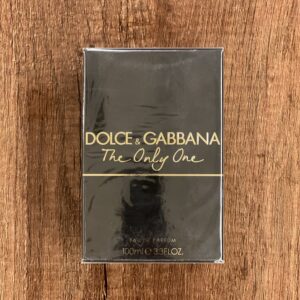 DOLCE & GABBANA
The Only One
EAU DE PARFUM
100ml ℮ 3.3FL.OZ.